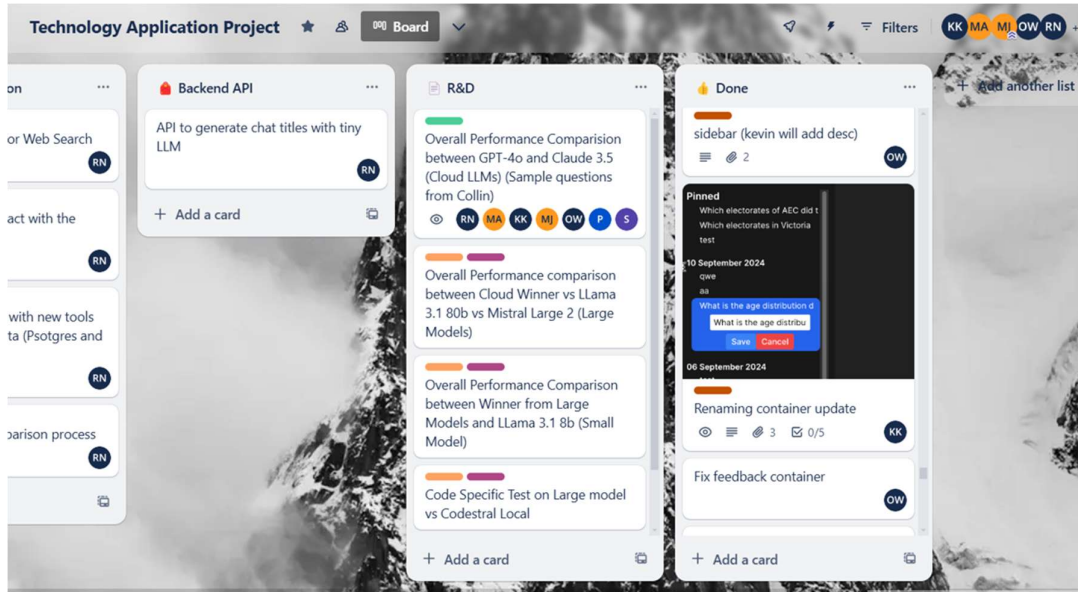 Technology Application Project
Board
Filters
KK
MA
MJ
OW
RN
on
or Web Search
RN
act with the
RN
with new tools
ta (Psotgres and
RN
parison process
RN
Backend API
API to generate chat titles with tiny
LLM
RN
+ Add a card
R&D
Overall Performance Comparision
between GPT-4o and Claude 3.5
(Cloud LLMs) (Sample questions
from Collin)
RN MA KK MJ OW P S
Overall Performance comparison
between Cloud Winner vs LLama
3.1 80b vs Mistral Large 2 (Large
Models)
Overall Performance Comparison
between Winner from Large
Models and LLama 3.1 8b (Small
Model)
Code Specific Test on Large model
vs Codestral Local
+ Add a card
Done
sidebar (kevin will add desc)
2
OW
Pinned
Which electorates of AEC did t
Which electorates in Victoria
test
10 September 2024
qwe
aa
What is the age distribution d
What is the age distribu
Save Cancel
06 September 2024
Renaming container update
3 0/5
KK
Fix feedback container
OW
+ Add a card
+ Add another list